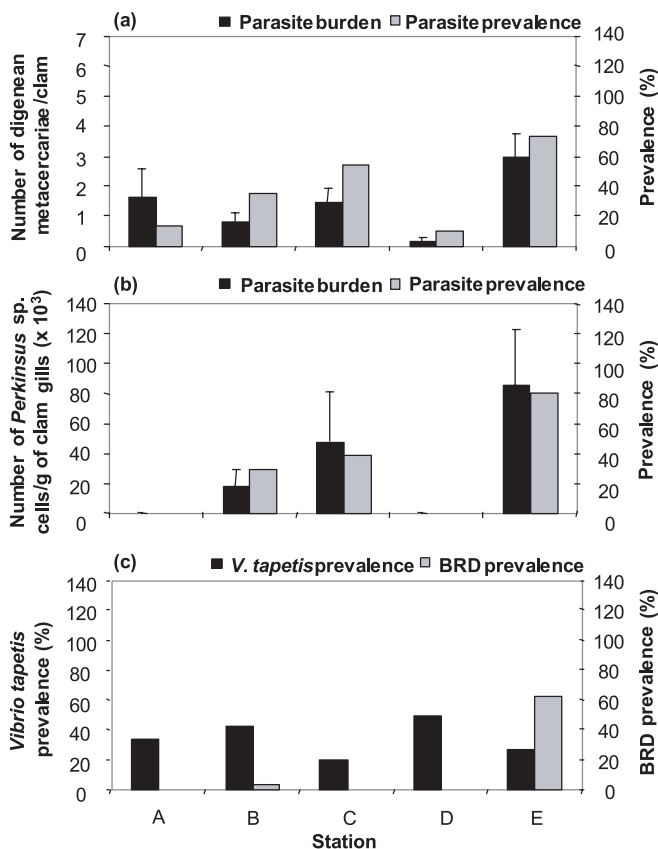 (a)
Parasite burden Parasite prevalence
Number of digenean
metacercariae/clam
7
6
5
4
3
2
1
0
140
120
100
80
60
40
20
0
Prevalence (%)
(b)
Parasite burden Parasite prevalence
Number of Perkinsus sp.
cells/g of clam gills (x 10³)
140
120
100
80
60
40
20
0
140
120
100
80
60
40
20
0
Prevalence (%)
(c)
V. tapetis prevalence BRD prevalence
Vibrio tapetis
prevalence (%)
140
120
100
80
60
40
20
0
140
120
100
80
60
40
20
0
BRD prevalence (%)
A B C D E
Station